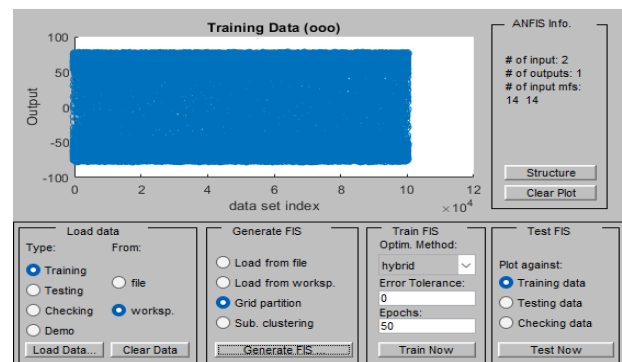 Training Data (ooo)
100
50
0
-50
-100
Output
0 2 4 6 8 10 12
data set index
×10⁴
ANFIS Info.
# of input: 2
# of outputs: 1
# of input mfs:
14 14
Structure
Clear Plot
Load data
Type: From:
Training
Testing
Checking
Demo
file
worksp.
Load Data...
Clear Data
Generate FIS
Load from file
Load from worksp.
Grid partition
Sub. clustering
Generate FIS ...
Train FIS
Optim. Method:
hybrid
Error Tolerance:
0
Epochs:
50
Train Now
Test FIS
Plot against:
Training data
Testing data
Checking data
Test Now